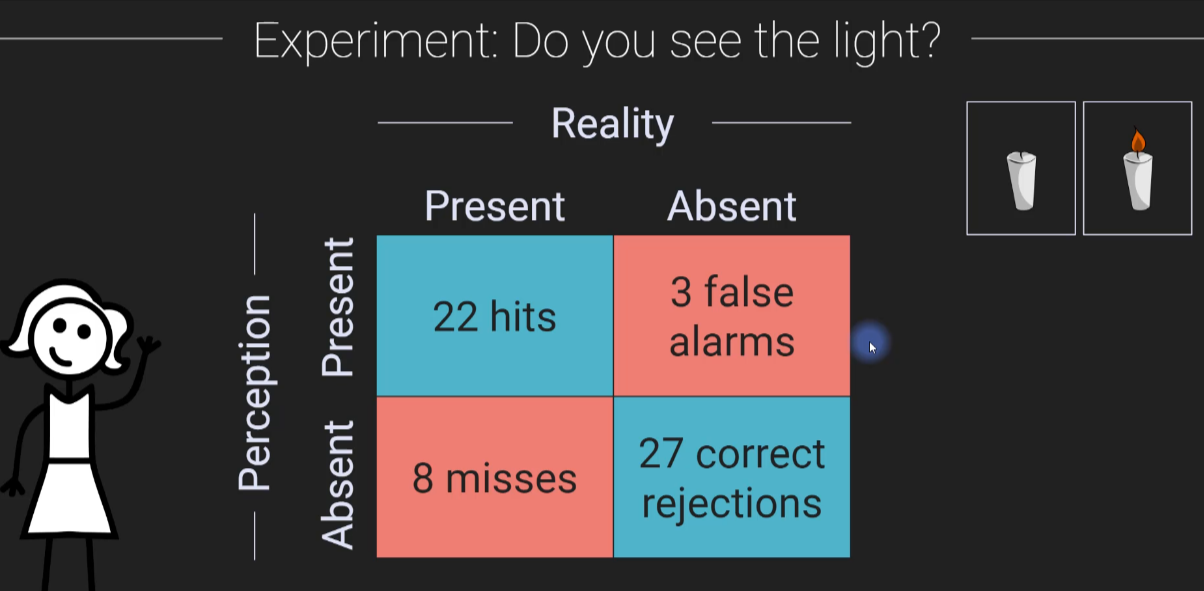 Experiment: Do you see the light?
Reality
Present
Absent
Perception
Present
22 hits
3 false
alarms
Absent
8 misses
27 correct
rejections